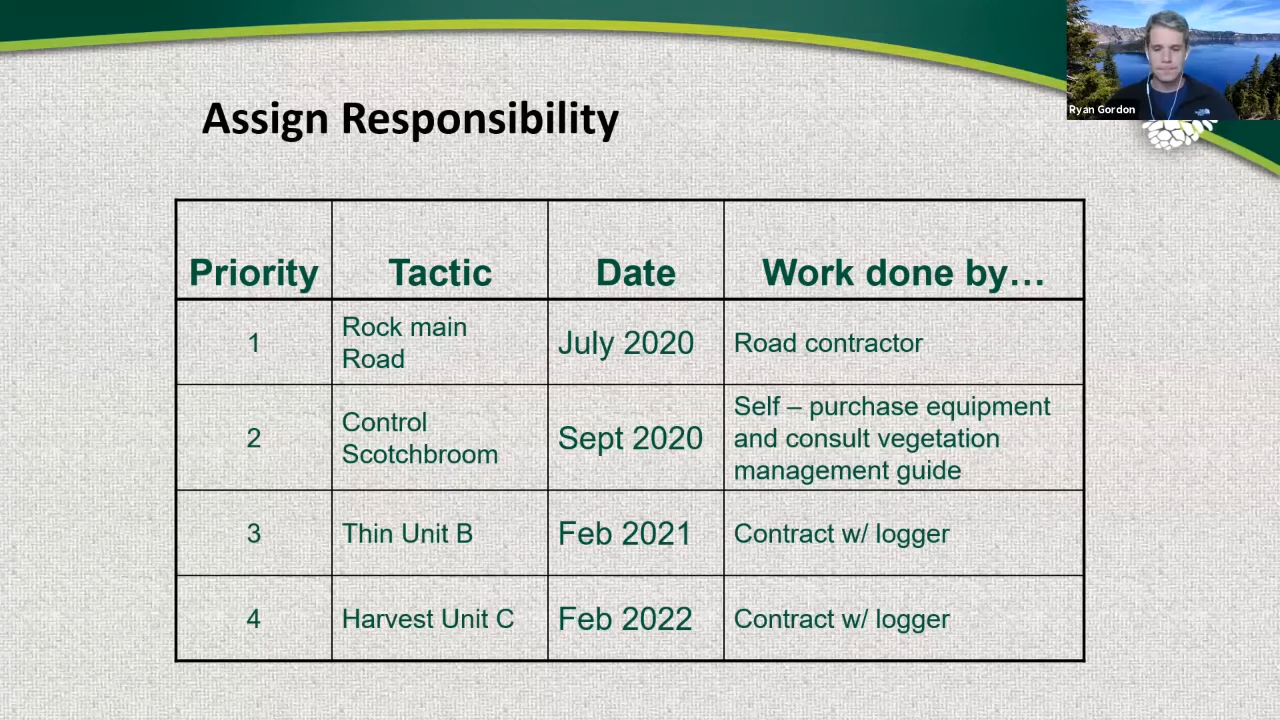 Ryan Gordon
Assign Responsibility
Priority Tactic Date Work done by…
1 Rock main Road July 2020 Road contractor
2 Control Scotchbroom Sept 2020 Self – purchase equipment and consult vegetation management guide
3 Thin Unit B Feb 2021 Contract w/ logger
4 Harvest Unit C Feb 2022 Contract w/ logger